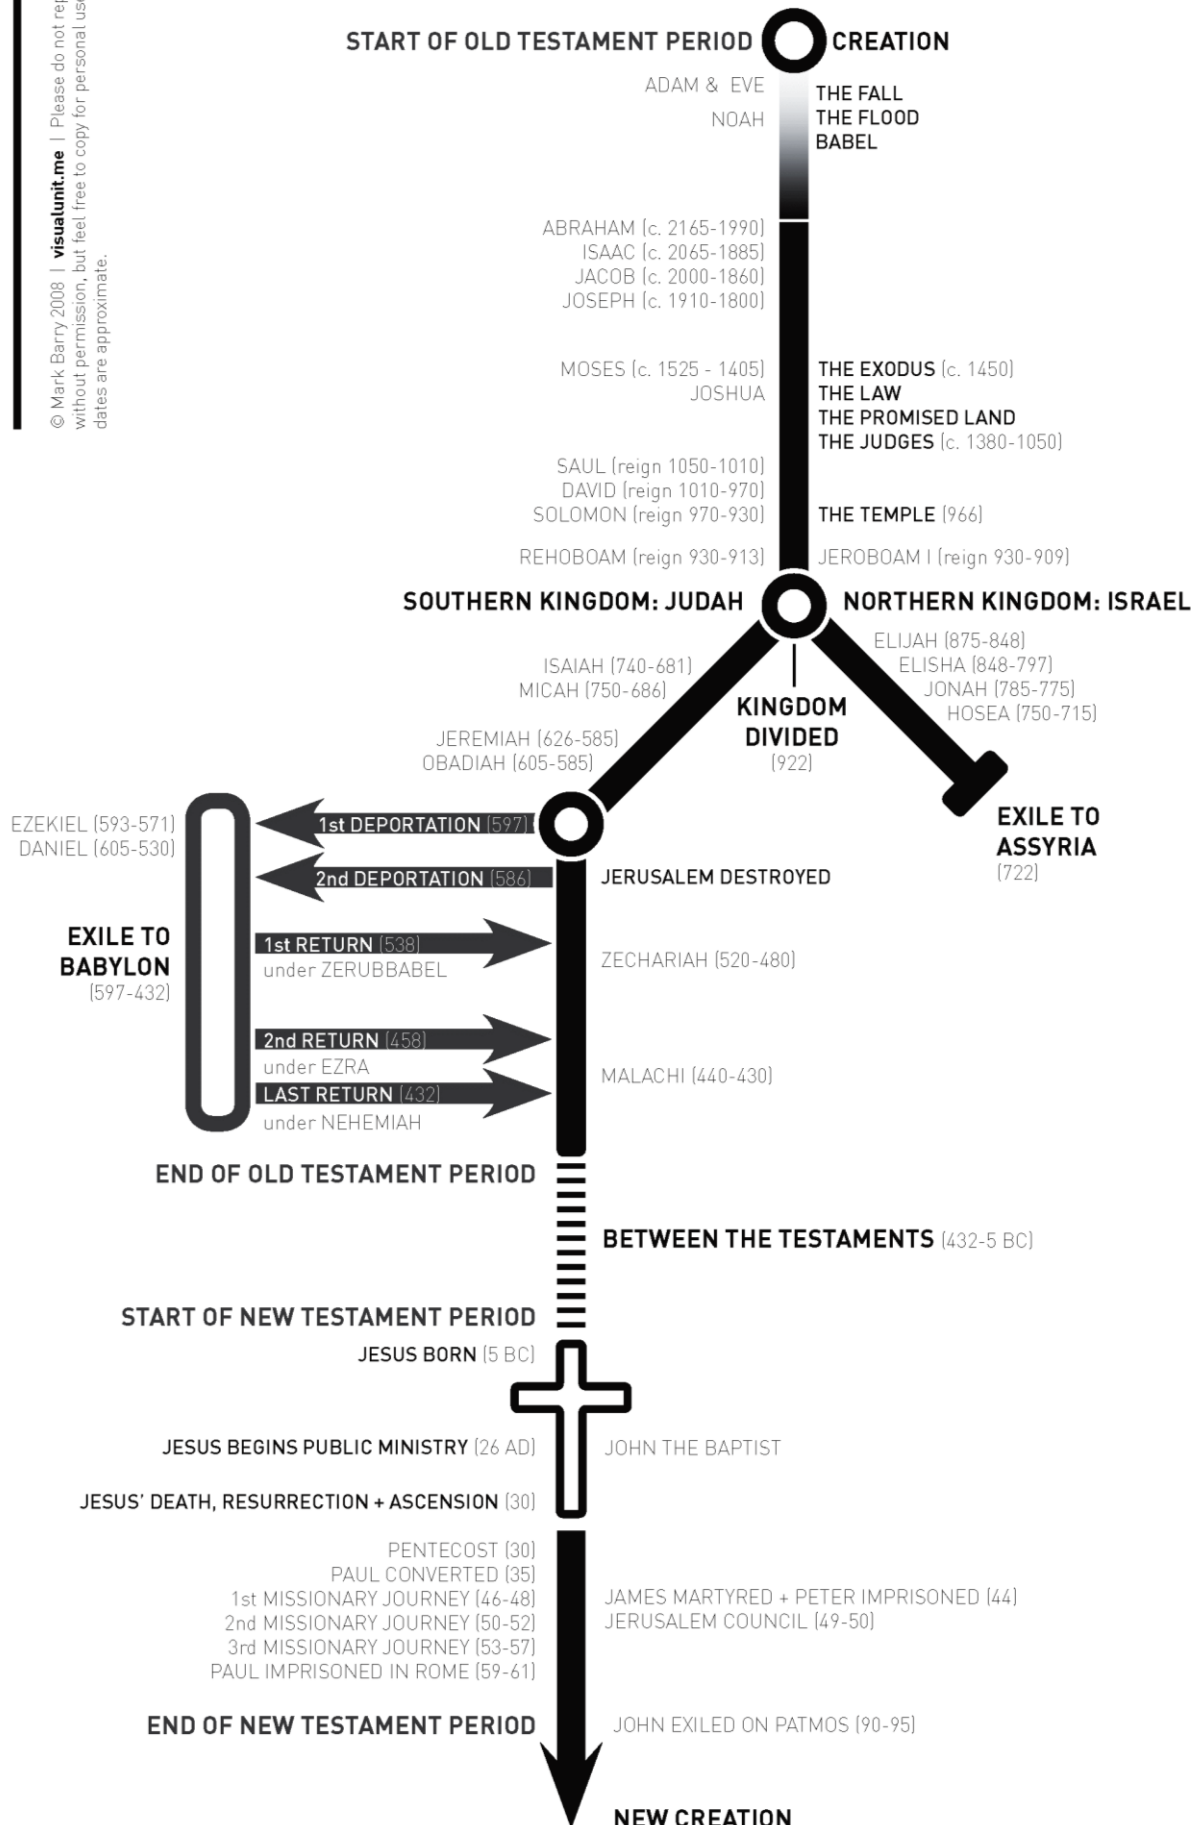 © Mark Barry 2008 | visualunit.me | Please do not
without permission, but feel free to copy for personal
dates are approximate.
START OF OLD TESTAMENT PERIOD
CREATION
ADAM & EVE
NOAH
THE FALL
THE FLOOD
BABEL
ABRAHAM (c. 2165-1990)
ISAAC (c. 2065-1885)
JACOB (c. 2000-1860)
JOSEPH (c. 1910-1800)
MOSES (c. 1525 - 1405)
JOSHUA
THE EXODUS (c. 1450)
THE LAW
THE PROMISED LAND
THE JUDGES (c. 1380-1050)
SAUL (reign 1050-1010)
DAVID (reign 1010-970)
SOLOMON (reign 970-930)
THE TEMPLE (966)
REHOBOAM (reign 930-913)
JEROBOAM I (reign 930-909)
SOUTHERN KINGDOM: JUDAH
NORTHERN KINGDOM: ISRAEL
ISAIAH (740-681)
MICAH (750-686)
JEREMIAH (626-585)
OBADIAH (605-585)
KINGDOM
DIVIDED
(922)
ELIJAH (875-848)
ELISHA (848-797)
JONAH (785-775)
HOSEA (750-715)
EXILE TO
ASSYRIA
(722)
EZEKIEL (593-571)
DANIEL (605-530)
1st DEPORTATION (597)
2nd DEPORTATION (586)
JERUSALEM DESTROYED
EXILE TO
BABYLON
(597-432)
1st RETURN (538)
under ZERUBBABEL
ZECHARIAH (520-480)
2nd RETURN (458)
under EZRA
LAST RETURN (432)
under NEHEMIAH
MALACHI (440-430)
END OF OLD TESTAMENT PERIOD
BETWEEN THE TESTAMENTS (432-5 BC)
START OF NEW TESTAMENT PERIOD
JESUS BORN (5 BC)
JESUS BEGINS PUBLIC MINISTRY (26 AD)
JOHN THE BAPTIST
JESUS' DEATH, RESURRECTION + ASCENSION (30)
PENTECOST (30)
PAUL CONVERTED (35)
1st MISSIONARY JOURNEY (46-48)
2nd MISSIONARY JOURNEY (50-52)
3rd MISSIONARY JOURNEY (53-57)
PAUL IMPRISONED IN ROME (59-61)
JAMES MARTYRED + PETER IMPRISONED (44)
JERUSALEM COUNCIL (49-50)
END OF NEW TESTAMENT PERIOD
JOHN EXILED ON PATMOS (90-95)
NEW CREATION